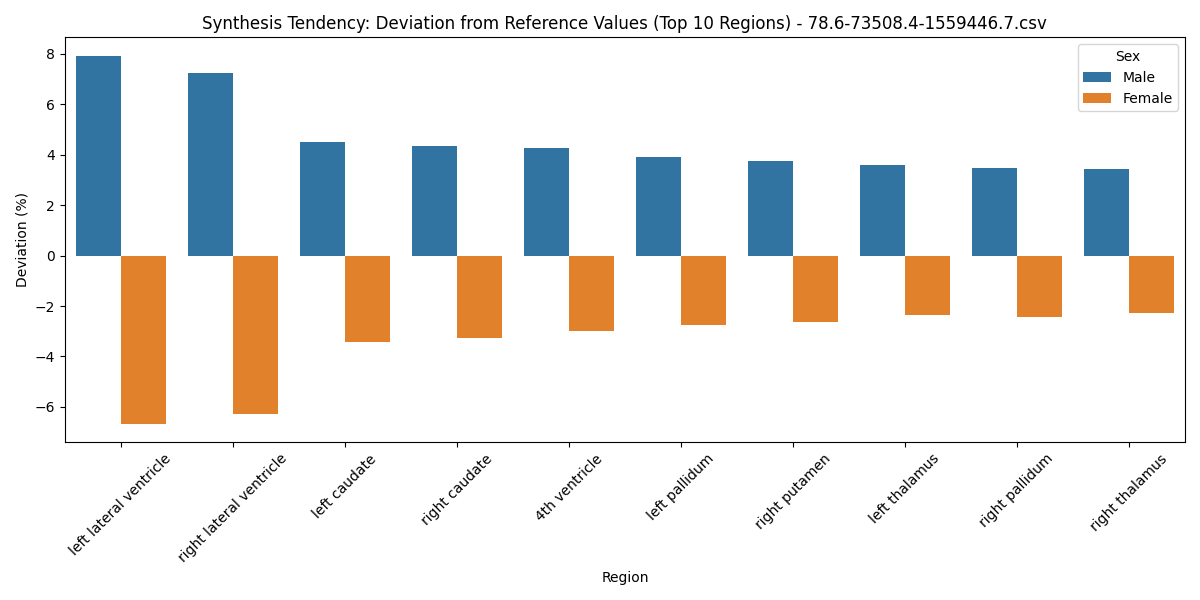 Synthesis Tendency: Deviation from Reference Values (Top 10 Regions) - 78.6-73508.4-1559446.7.csv
Sex
Male
Female
Deviation (%)
8
6
4
2
0
−2
−4
−6
left lateral ventricle
right lateral ventricle
left caudate
right caudate
4th ventricle
left pallidum
right putamen
left thalamus
right pallidum
right thalamus
Region